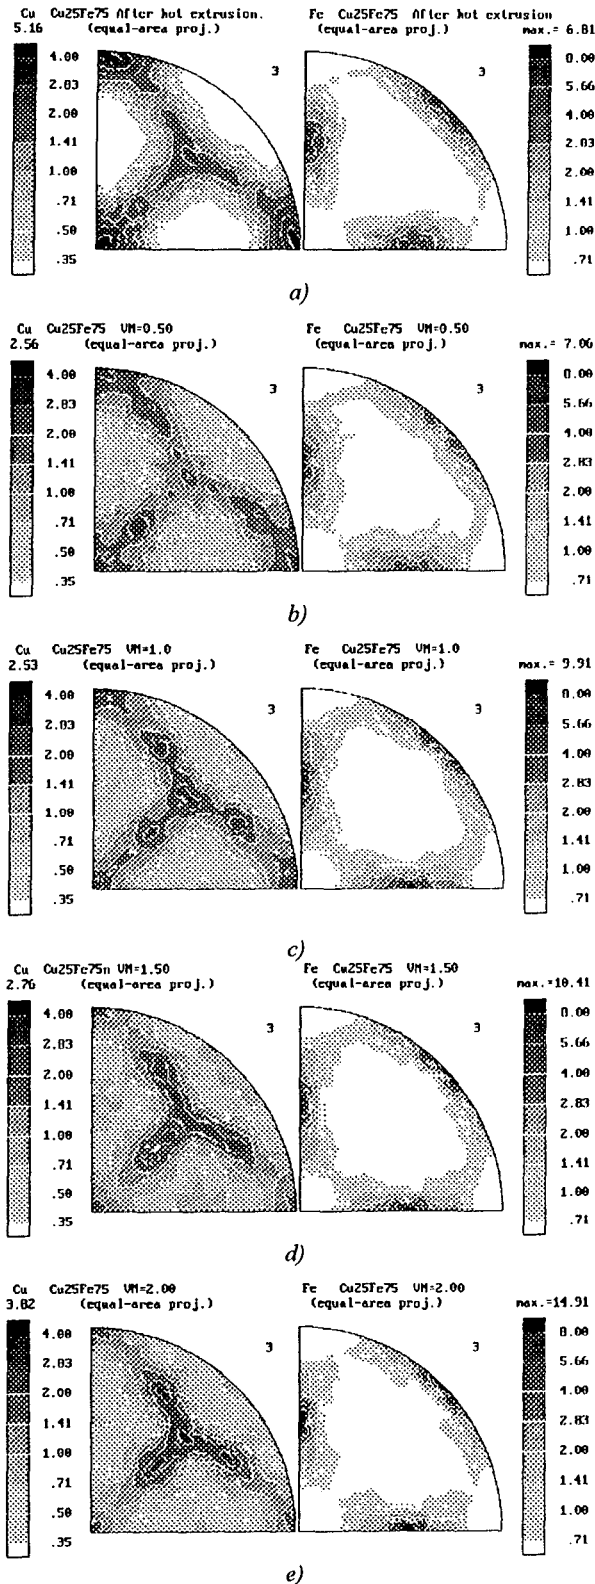 Cu Cu25Fe75 After hot extrusion. Fe Cu25Fe75 After hot extrusion
5.16 (equal-area proj.) (equal-area proj.) max.= 6.81
4.00 3 3 8.00
2.83 5.66
2.00 4.00
1.41 2.83
1.00 2.00
.71 1.41
.50 1.00
.35 .71
a)
Cu Cu25Fe75 VM=0.50 Fe Cu25Fe75 VM=0.50
2.56 (equal-area proj.) (equal-area proj.) max.= 7.06
4.00 3 3 8.00
2.83 5.66
2.00 4.00
1.41 2.83
1.00 2.00
.71 1.41
.50 1.00
.35 .71
b)
Cu Cu25Fe75 VM=1.0 Fe Cu25Fe75 VM=1.0
2.53 (equal-area proj.) (equal-area proj.) max.= 9.91
4.00 3 3 8.00
2.83 5.66
2.00 4.00
1.41 2.83
1.00 2.00
.71 1.41
.50 1.00
.35 .71
c)
Cu Cu25Fe75n VM=1.50 Fe Cu25Fe75 VM=1.50
2.76 (equal-area proj.) (equal-area proj.) max.=10.41
4.00 3 3 8.00
2.83 5.66
2.00 4.00
1.41 2.83
1.00 2.00
.71 1.41
.50 1.00
.35 .71
d)
Cu Cu25Fe75 VM=2.00 Fe Cu25Fe75 VM=2.00
3.02 (equal-area proj.) (equal-area proj.) max.=14.91
4.00 3 3 8.00
2.83 5.66
2.00 4.00
1.41 2.83
1.00 2.00
.71 1.41
.50 1.00
.35 .71
e)